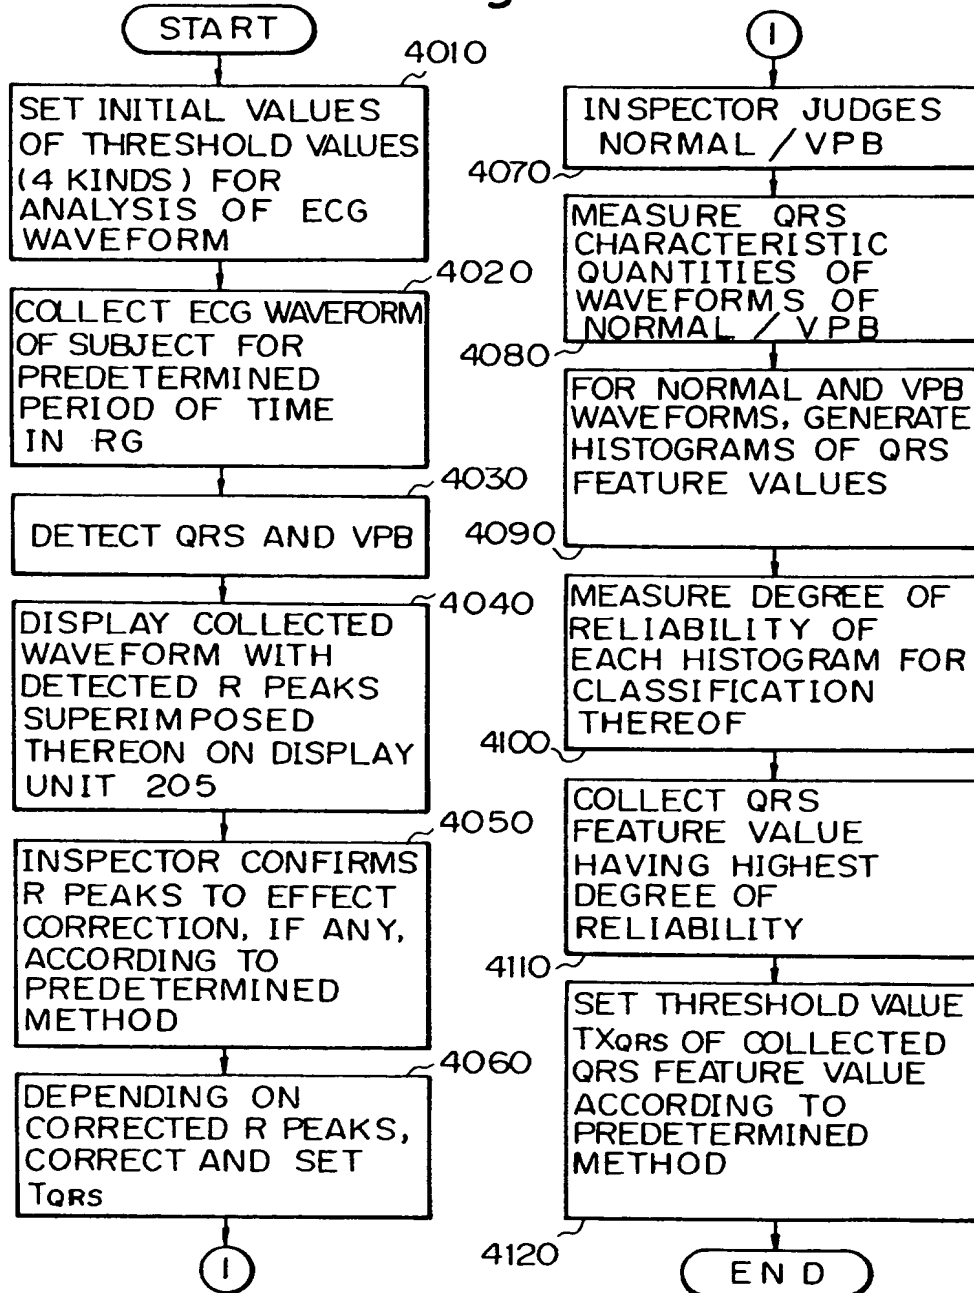 START
4010
SET INITIAL VALUES
OF THRESHOLD VALUES
(4 KINDS) FOR
ANALYSIS OF ECG
WAVEFORM
4020
COLLECT ECG WAVEFORM
OF SUBJECT FOR
PREDETERMINED
PERIOD OF TIME
IN RG
4030
DETECT QRS AND VPB
4040
DISPLAY COLLECTED
WAVEFORM WITH
DETECTED R PEAKS
SUPERIMPOSED
THEREON ON DISPLAY
UNIT 205
4050
INSPECTOR CONFIRMS
R PEAKS TO EFFECT
CORRECTION, IF ANY,
ACCORDING TO
PREDETERMINED
METHOD
4060
DEPENDING ON
CORRECTED R PEAKS,
CORRECT AND SET
TQRS
1
1
INSPECTOR JUDGES
NORMAL / VPB
4070
MEASURE QRS
CHARACTERISTIC
QUANTITIES OF
WAVEFORMS OF
NORMAL / VPB
4080
FOR NORMAL AND VPB
WAVEFORMS, GENERATE
HISTOGRAMS OF QRS
FEATURE VALUES
4090
MEASURE DEGREE OF
RELIABILITY OF
EACH HISTOGRAM FOR
CLASSIFICATION
THEREOF
4100
COLLECT QRS
FEATURE VALUE
HAVING HIGHEST
DEGREE OF
RELIABILITY
4110
SET THRESHOLD VALUE
TXQRS OF COLLECTED
QRS FEATURE VALUE
ACCORDING TO
PREDETERMINED
METHOD
4120
END